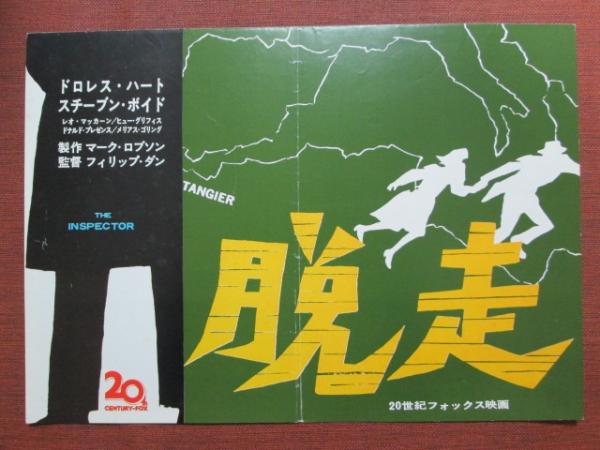 ドロレス・ハート
スチーブン・ボイド
レオ・マッカーン/ヒュー・グリフィス
ドナルド・プレゼンス/メリアス・ゴリング
製作 マーク・ロブソン
監督 フィリップ・ダン
THE
INSPECTOR
20th
CENTURY-FOX
TANGIER
脱走
20世紀フォックス映画